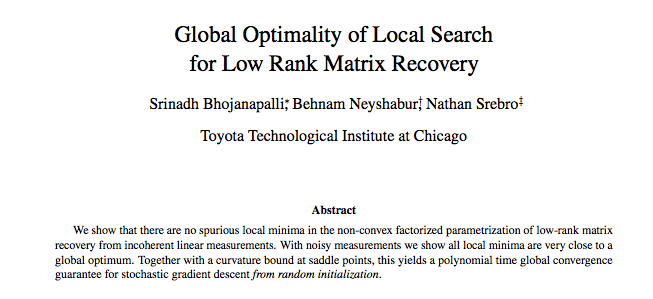 Global Optimality of Local Search
for Low Rank Matrix Recovery
Srinadh Bhojanapalli*, Behnam Neyshabur†, Nathan Srebro‡
Toyota Technological Institute at Chicago
Abstract
We show that there are no spurious local minima in the non-convex factorized parametrization of low-rank matrix
recovery from incoherent linear measurements. With noisy measurements we show all local minima are very close to a
global optimum. Together with a curvature bound at saddle points, this yields a polynomial time global convergence
guarantee for stochastic gradient descent from random initialization.